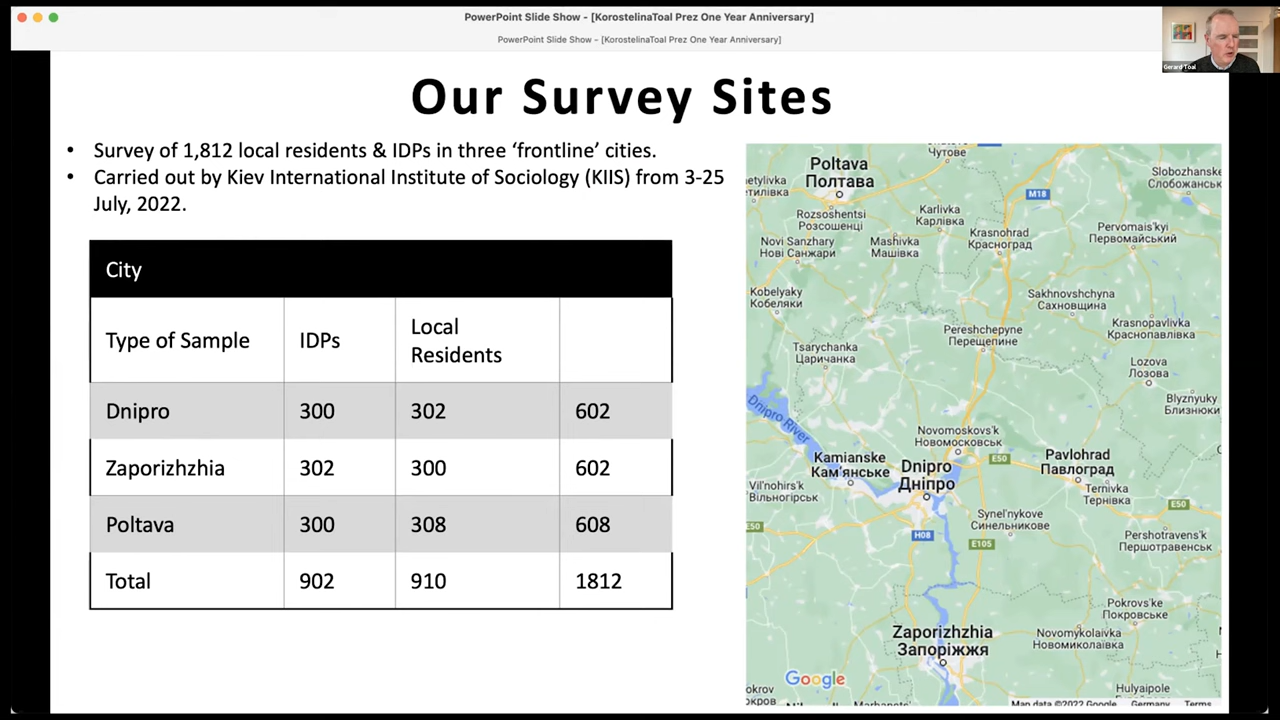 PowerPoint Slide Show - [KorostelinaToal Prez One Year Anniversary]
PowerPoint Slide Show – [KorostelinaToal Prez One Year Anniversary]
Gerard Toal
Our Survey Sites
• Survey of 1,812 local residents & IDPs in three ‘frontline’ cities.
• Carried out by Kiev International Institute of Sociology (KIIS) from 3-25
July, 2022.
City
Type of Sample IDPs Local
Residents
Dnipro 300 302 602
Zaporizhzhia 302 300 602
Poltava 300 308 608
Total 902 910 1812
Чутове
Poltava
Полтава
M18
Slobozhanske
Слобожанськ
Rozsoshentsi
Розсошенці
Karlivka
Карлівка
Krasnohrad
Красноград
Pervomais'kyi
Первомайський
Novi Sanzhary
Нові Санжари
Mashivka
Машівка
Kobelyaky
Кобеляки
Sakhnovshchyna
Сахновщина
Krasnopavlivka
Краснопавлівка
Pereshchepyne
Перещепине
Tsarychanka
Царичанка
Lozova
Лозова
Blyznyuky
Близнюки
Dnipro River
Novomoskovs'k
Новомосковськ
E50
Kamianske
Кам'янське
Dnipro
Дніпро
Pavlohrad
Павлоград
Vil'nohirs'k
Вільногірськ
Ternivka
Тернівка
E50
E50
H08
E105
Synel'nykove
Синельникове
Pershotravens'k
Першотравенськ
Pokrovs'ke
Покровське
Zaporizhzhia
Запоріжжя
Novomykolaivka
Новомиколаївка
Google
Hulyaipole
Map data ©2022 Google Germany Terms